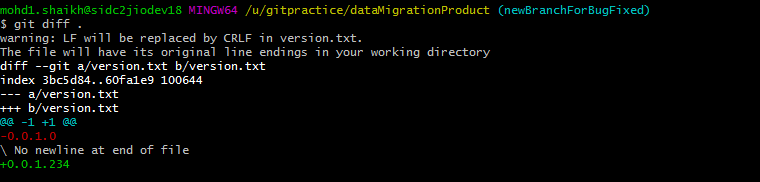 mohd1.shaikh@sidc2jiodev18 MINGW64 /u/gitpractice/dataMigrationProduct (newBranchForBugFixed)
$ git diff .
warning: LF will be replaced by CRLF in version.txt.
The file will have its original line endings in your working directory
diff --git a/version.txt b/version.txt
index 3bc5d84..60fa1e9 100644
--- a/version.txt
+++ b/version.txt
@@ -1 +1 @@
-0.0.1.0
\ No newline at end of file
+0.0.1.234